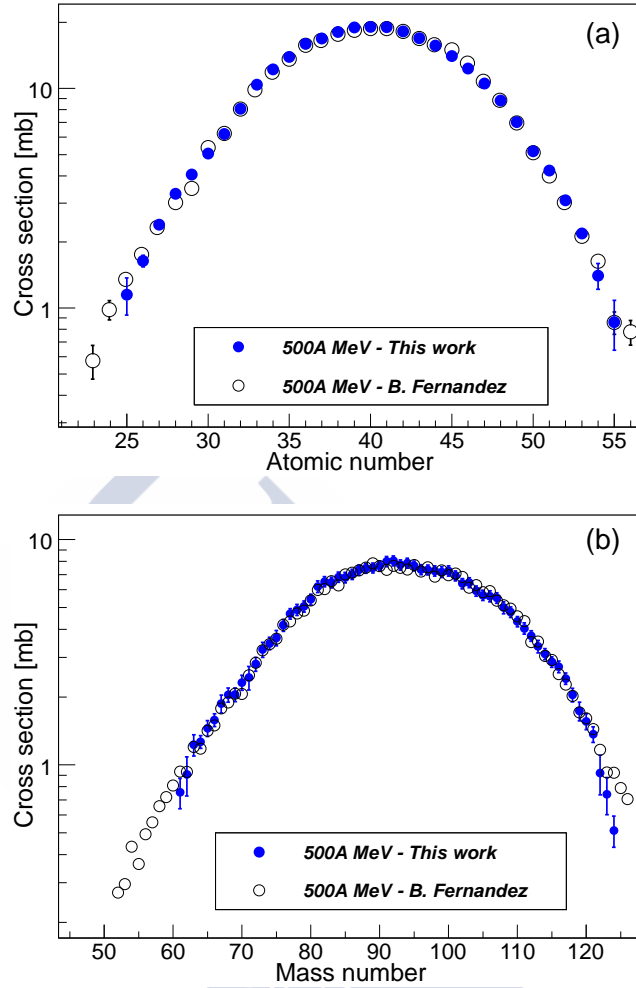 (a)
10
1
Cross section [mb]
500A MeV - This work
500A MeV - B. Fernandez
25 30 35 40 45 50 55
Atomic number
(b)
10
1
Cross section [mb]
500A MeV - This work
500A MeV - B. Fernandez
50 60 70 80 90 100 110 120
Mass number